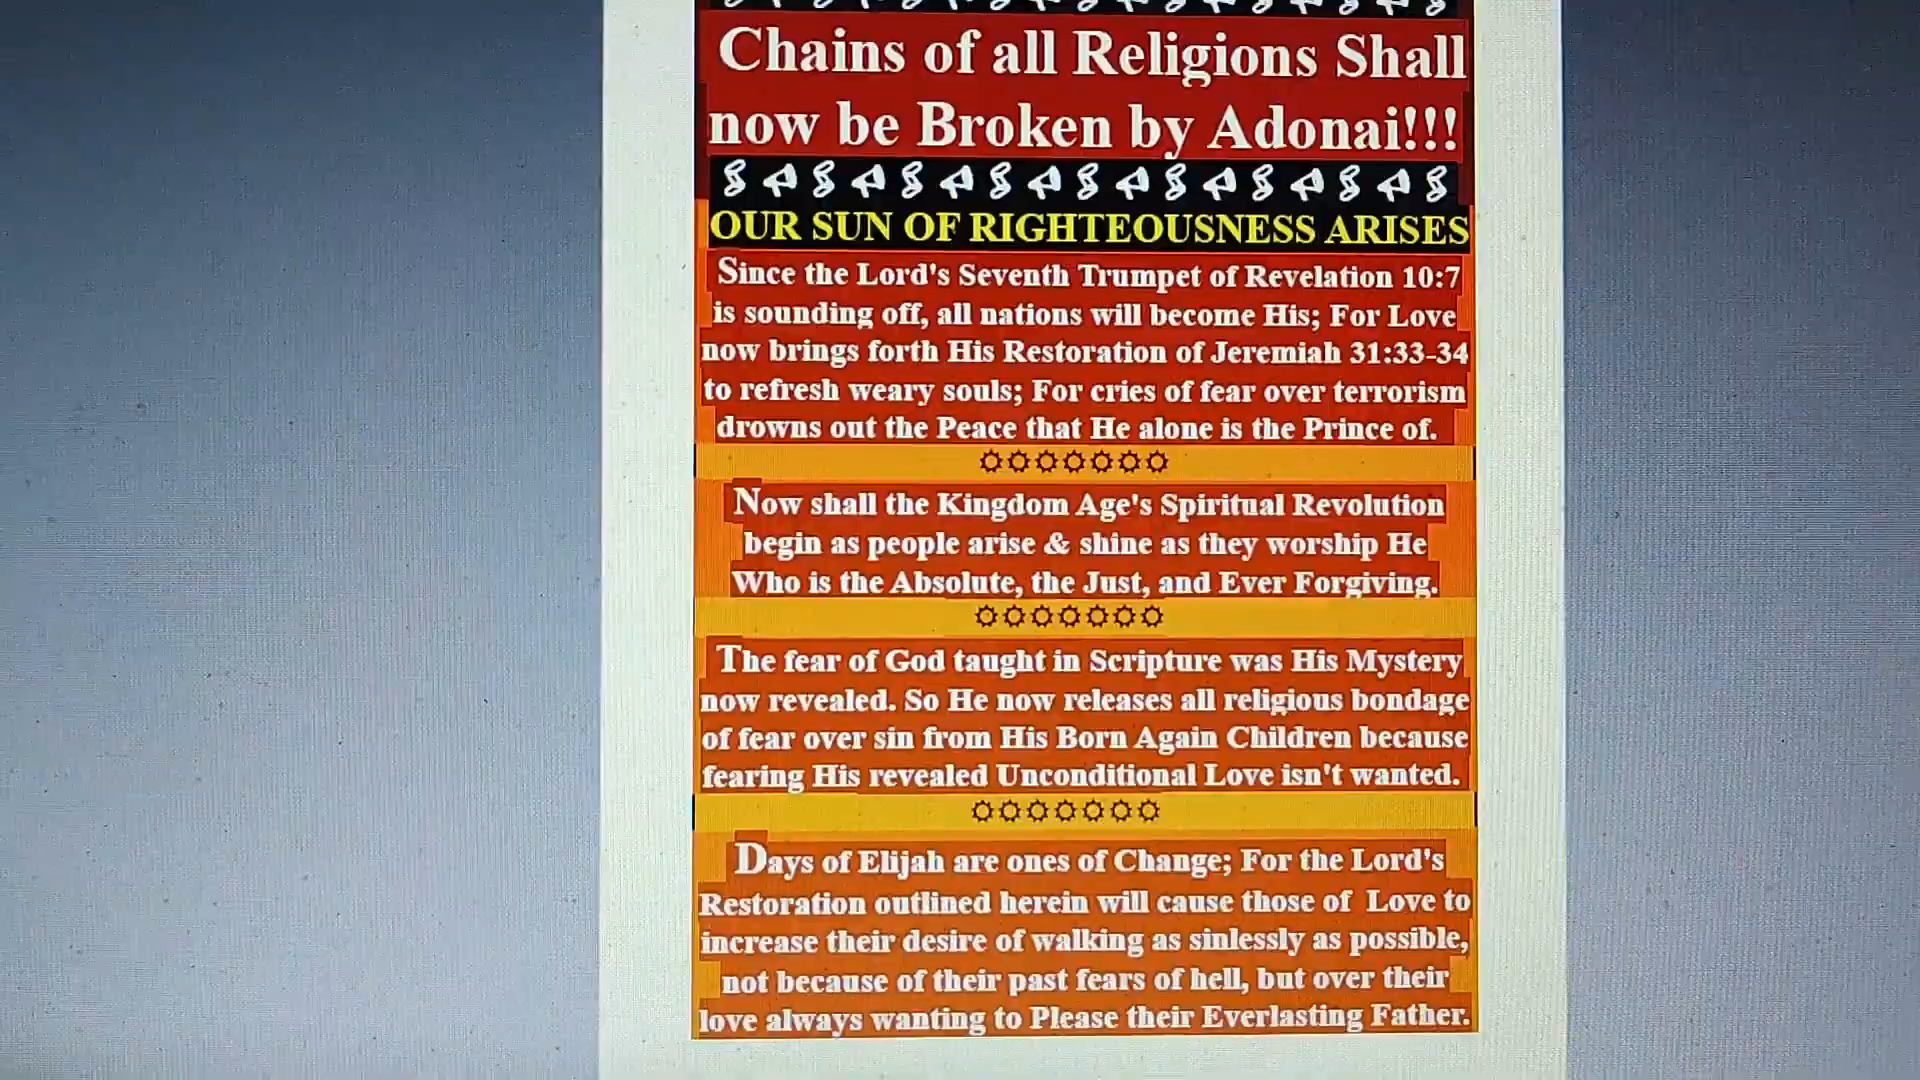 Chains of all Religions Shall
now be Broken by Adonai!!!
OUR SUN OF RIGHTEOUSNESS ARISES
Since the Lord's Seventh Trumpet of Revelation 10:7
is sounding off, all nations will become His; For Love
now brings forth His Restoration of Jeremiah 31:33-34
to refresh weary souls; For cries of fear over terrorism
drowns out the Peace that He alone is the Prince of.
Now shall the Kingdom Age's Spiritual Revolution
begin as people arise & shine as they worship He
Who is the Absolute, the Just, and Ever Forgiving.
The fear of God taught in Scripture was His Mystery
now revealed. So He now releases all religious bondage
of fear over sin from His Born Again Children because
fearing His revealed Unconditional Love isn't wanted.
Days of Elijah are ones of Change; For the Lord's
Restoration outlined herein will cause those of Love to
increase their desire of walking as sinlessly as possible,
not because of their past fears of hell, but over their
love always wanting to Please their Everlasting Father.